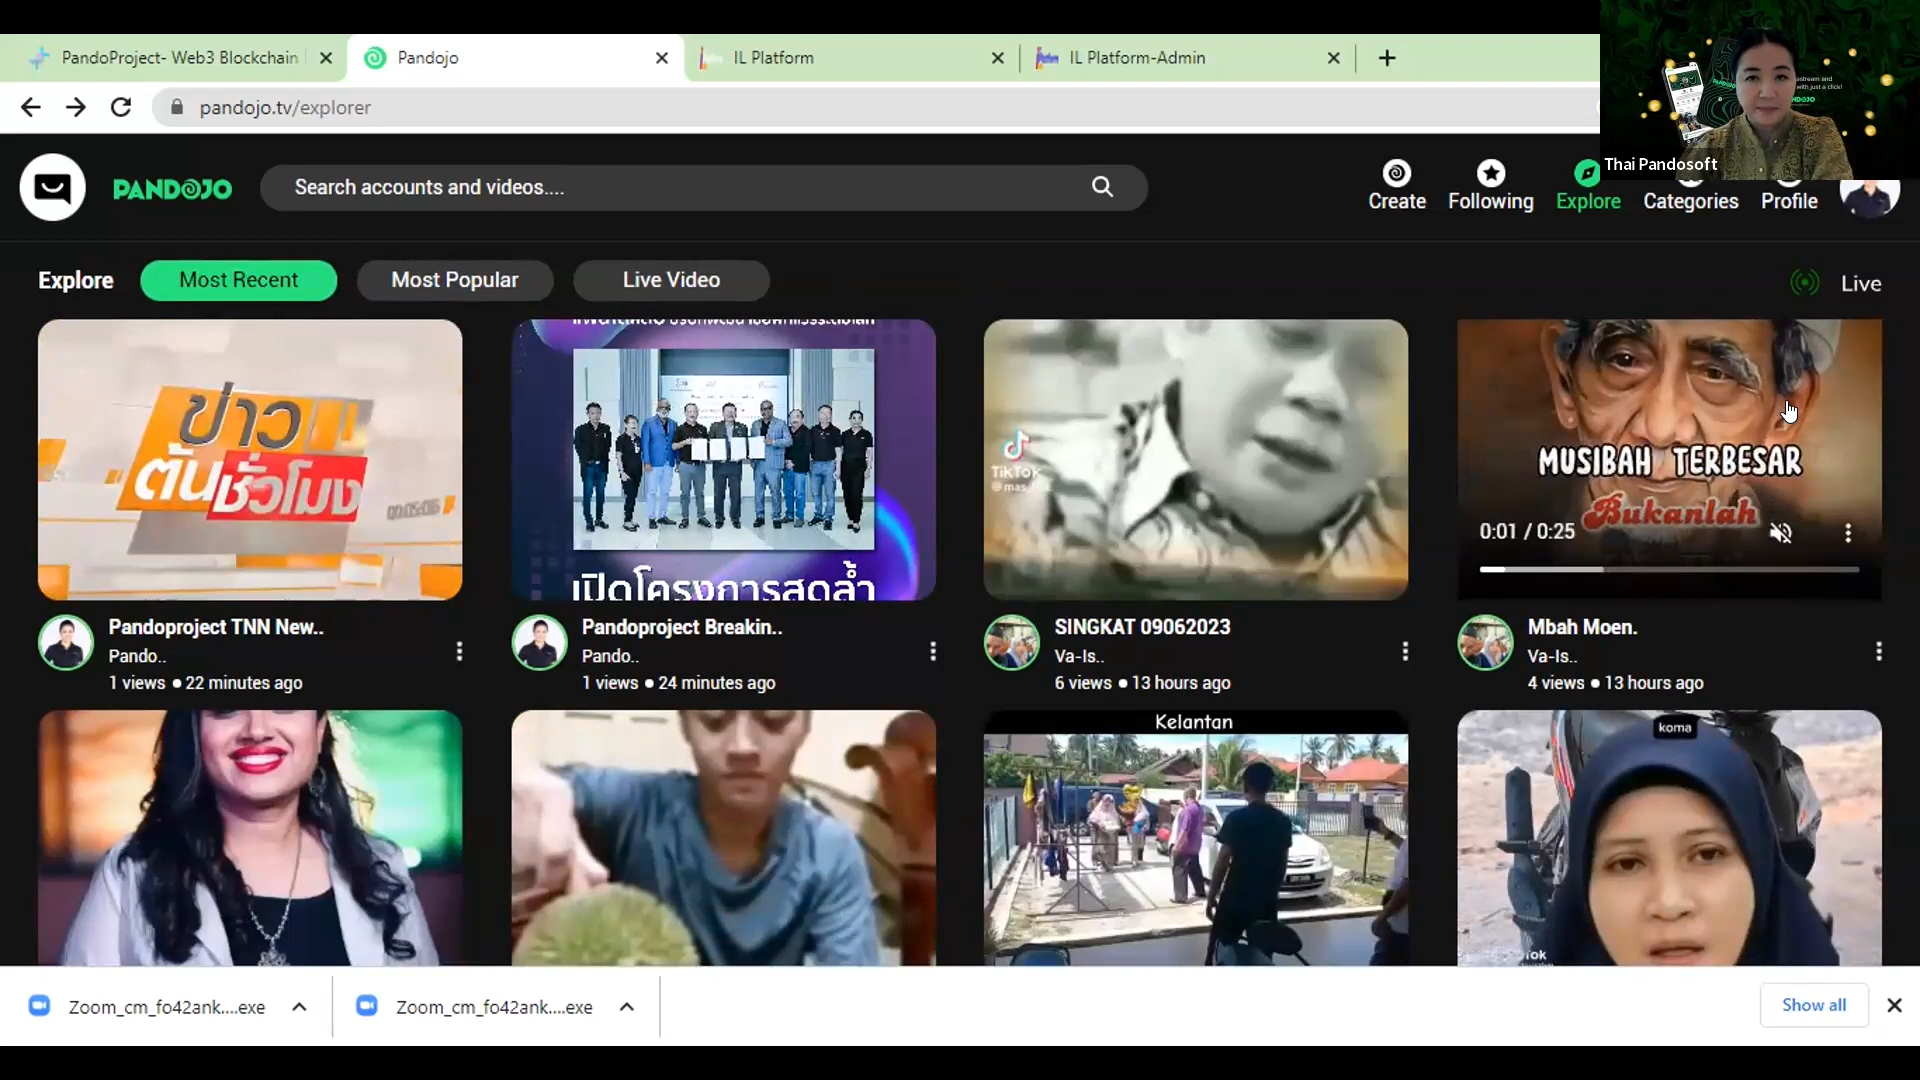 PandoProject- Web3 Blockchain
Pandojo
IL Platform
IL Platform-Admin
pandojo.tv/explorer
Thai Pandosoft
PANDOJO
Search accounts and videos....
Create
Following
Explore
Categories
Profile
Explore
Most Recent
Most Popular
Live Video
Live
ข่าว
ต้นชั่วโมง
เปิดโครงการสุดล้ำ
TikTok
MUSIBAH TERBESAR
Bukanlah
0:01 / 0:25
Pandoproject TNN New..
Pando..
1 views ● 22 minutes ago
Pandoproject Breakin..
Pando..
1 views ● 24 minutes ago
SINGKAT 09062023
Va-Is..
6 views ● 13 hours ago
Mbah Moen.
Va-Is..
4 views ● 13 hours ago
Kelantan
koma
Zoom_cm_fo42ank....exe
Zoom_cm_fo42ank....exe
Show all